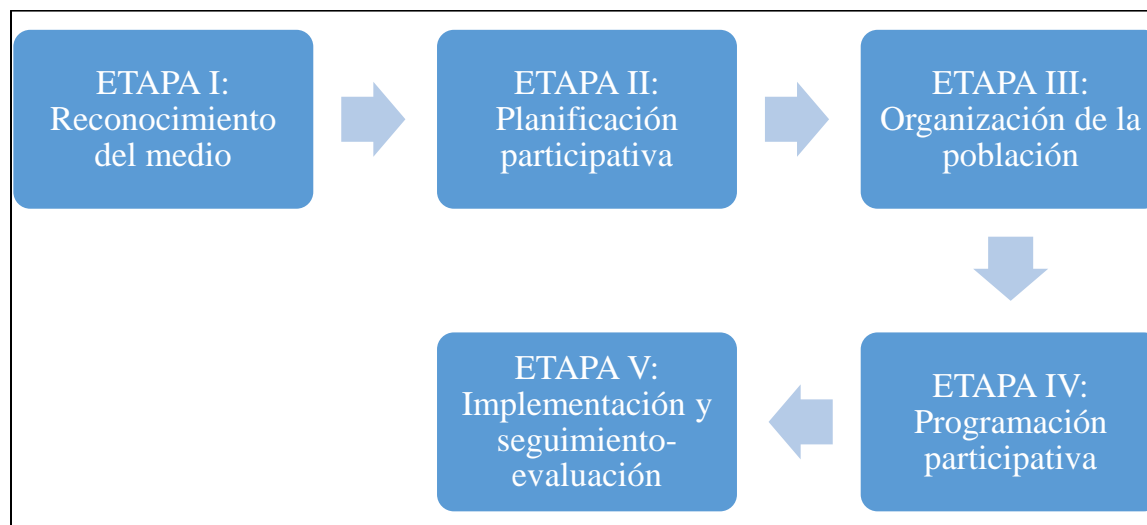 ETAPA I:
Reconocimiento
del medio
ETAPA II:
Planificación
participativa
ETAPA III:
Organización de la
población
ETAPA IV:
Programación
participativa
ETAPA V:
Implementación y
seguimiento-
evaluación